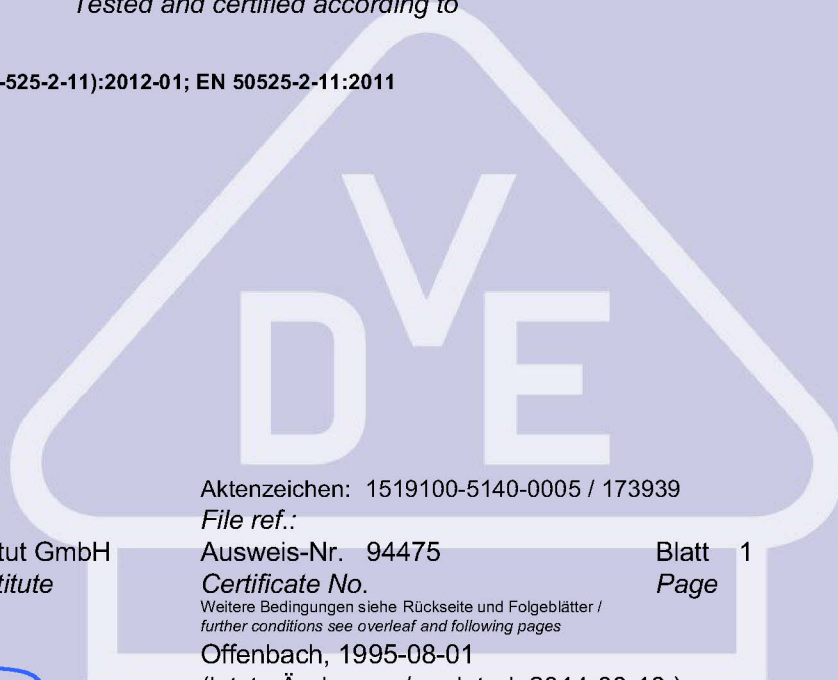 Tested and certified according to
-525-2-11):2012-01; EN 50525-2-11:2011
VDE
Aktenzeichen: 1519100-5140-0005 / 173939
File ref.:
tut GmbH Ausweis-Nr. 94475 Blatt 1
titute Certificate No. Page
Weitere Bedingungen siehe Rückseite und Folgeblätter /
further conditions see overleaf and following pages
Offenbach, 1995-08-01